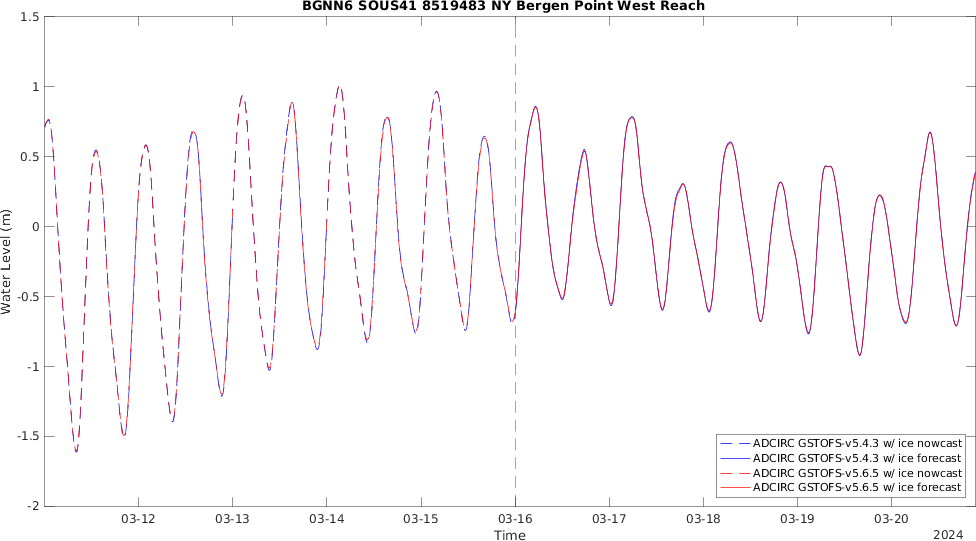 BGNN6 SOUS41 8519483 NY Bergen Point West Reach
1.5
1
0.5
0
-0.5
-1
-1.5
-2
Water Level (m)
03-12 03-13 03-14 03-15 03-16 03-17 03-18 03-19 03-20
Time
2024
ADCIRC GSTOFS-v5.4.3 w/ ice nowcast
ADCIRC GSTOFS-v5.4.3 w/ ice forecast
ADCIRC GSTOFS-v5.6.5 w/ ice nowcast
ADCIRC GSTOFS-v5.6.5 w/ ice forecast